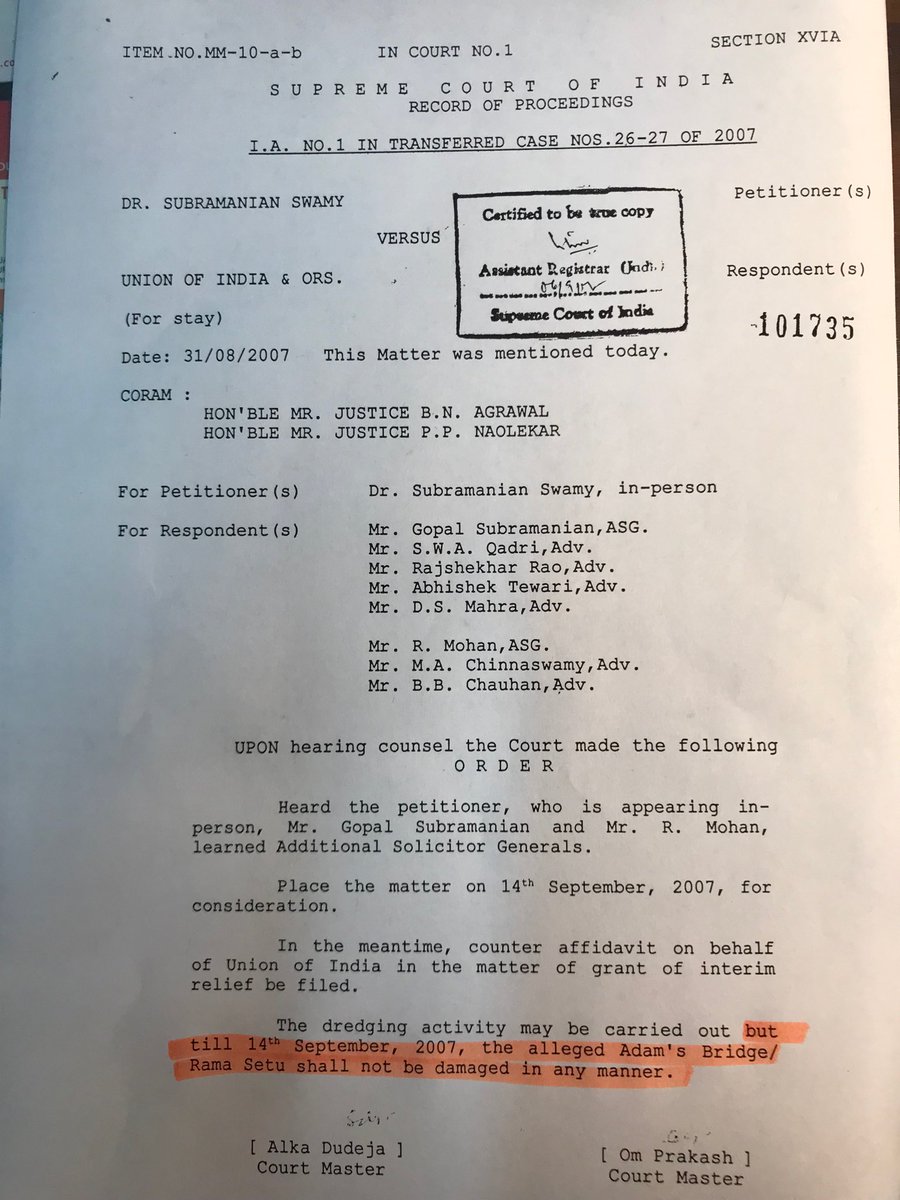 ITEM NO.MM-10-a-b IN COURT NO.1 SECTION XVIA
SUPREME COURT OF INDIA
RECORD OF PROCEEDINGS
I.A. NO.1 IN TRANSFERRED CASE NOS.26-27 OF 2007
DR. SUBRAMANIAN SWAMY Petitioner(s)
VERSUS
UNION OF INDIA & ORS. Respondent(s)
Certified to be true copy
Assistant Registrar (Judl.)
Supreme Court of India
101735
(For stay)
Date: 31/08/2007 This Matter was mentioned today.
CORAM :
HON'BLE MR. JUSTICE B.N. AGRAWAL
HON'BLE MR. JUSTICE P.P. NAOLEKAR
For Petitioner(s) Dr. Subramanian Swamy, in-person
For Respondent(s) Mr. Gopal Subramanian,ASG.
Mr. S.W.A. Qadri,Adv.
Mr. Rajshekhar Rao,Adv.
Mr. Abhishek Tewari,Adv.
Mr. D.S. Mahra,Adv.
Mr. R. Mohan,ASG.
Mr. M.A. Chinnaswamy,Adv.
Mr. B.B. Chauhan,Adv.
UPON hearing counsel the Court made the following
O R D E R
Heard the petitioner, who is appearing in-
person, Mr. Gopal Subramanian and Mr. R. Mohan,
learned Additional Solicitor Generals.
Place the matter on 14th September, 2007, for
consideration.
In the meantime, counter affidavit on behalf
of Union of India in the matter of grant of interim
relief be filed.
The dredging activity may be carried out but
till 14th September, 2007, the alleged Adam's Bridge/
Rama Setu shall not be damaged in any manner.
[ Alka Dudeja ] [ Om Prakash ]
Court Master Court Master